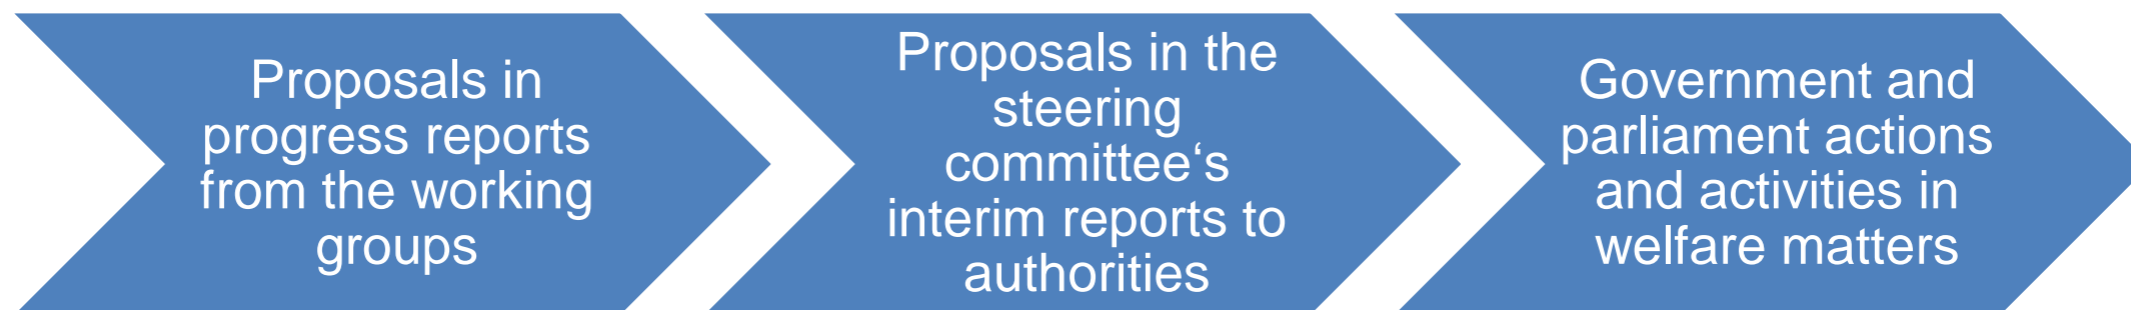 Proposals in
progress reports
from the working
groups
Proposals in the
steering
committee‘s
interim reports to
authorities
Government and
parliament actions
and activities in
welfare matters